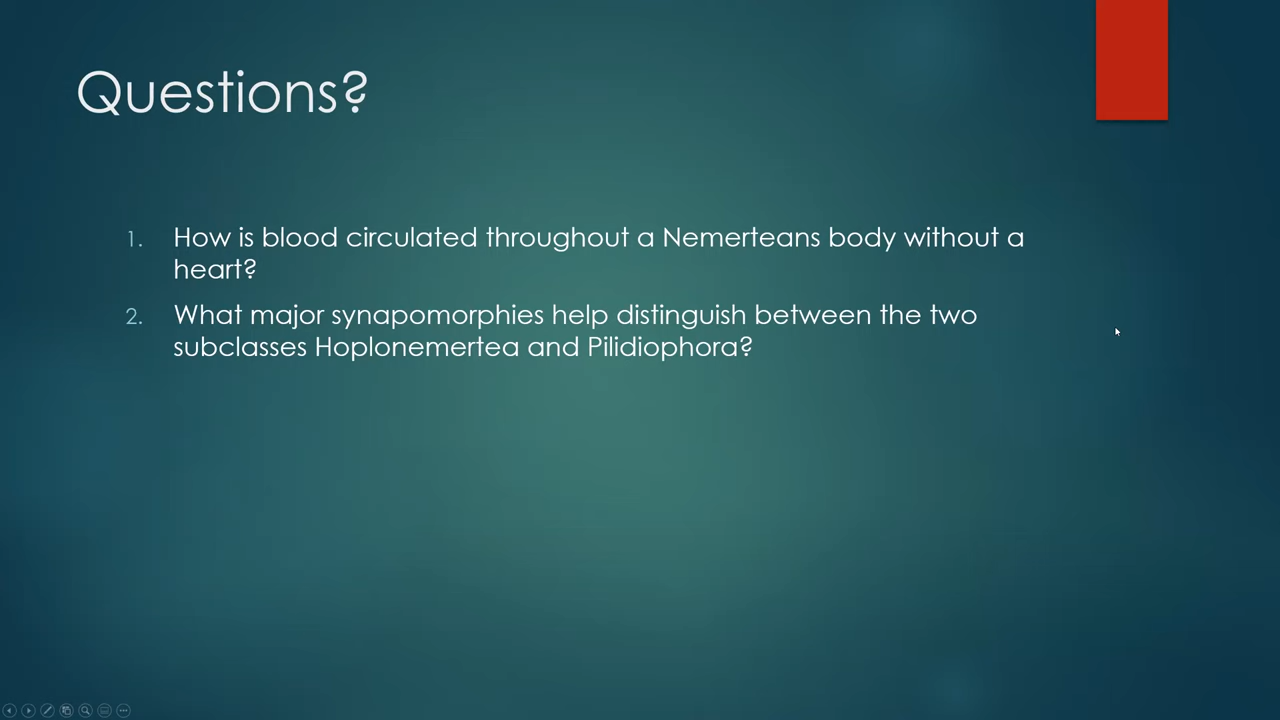 Questions?
1. How is blood circulated throughout a Nemerteans body without a
heart?
2. What major synapomorphies help distinguish between the two
subclasses Hoplonemertea and Pilidiophora?